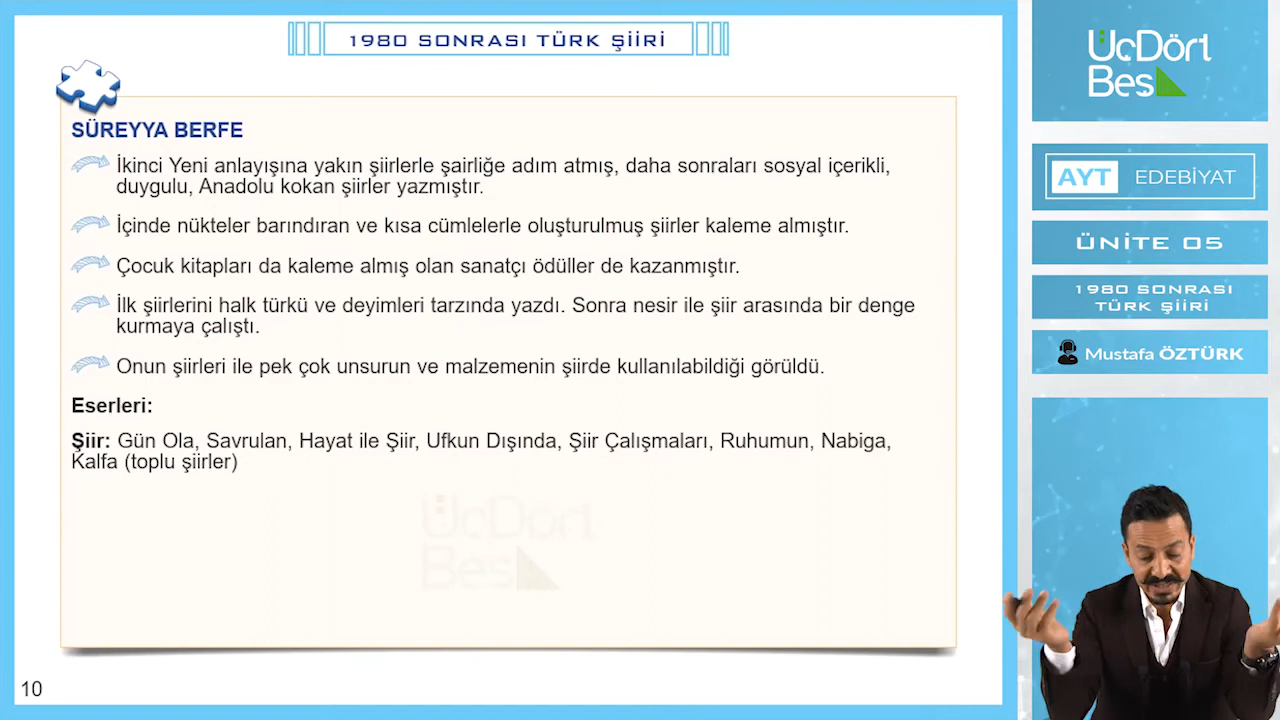 1980 SONRASI TÜRK ŞİİRİ
SÜREYYA BERFE
İkinci Yeni anlayışına yakın şiirlerle şairliğe adım atmış, daha sonraları sosyal içerikli,
duygulu, Anadolu kokan şiirler yazmıştır.
İçinde nükteler barındıran ve kısa cümlelerle oluşturulmuş şiirler kaleme almıştır.
Çocuk kitapları da kaleme almış olan sanatçı ödüller de kazanmıştır.
İlk şiirlerini halk türkü ve deyimleri tarzında yazdı. Sonra nesir ile şiir arasında bir denge
kurmaya çalıştı.
Onun şiirleri ile pek çok unsurun ve malzemenin şiirde kullanılabildiği görüldü.
Eserleri:
Şiir: Gün Ola, Savrulan, Hayat ile Şiir, Ufkun Dışında, Şiir Çalışmaları, Ruhumun, Nabiga,
Kalfa (toplu şiirler)
ÜçDört
Beş
10
ÜçDört
Beş
AYT EDEBİYAT
ÜNİTE 05
1980 SONRASI
TÜRK ŞİİRİ
Mustafa ÖZTÜRK